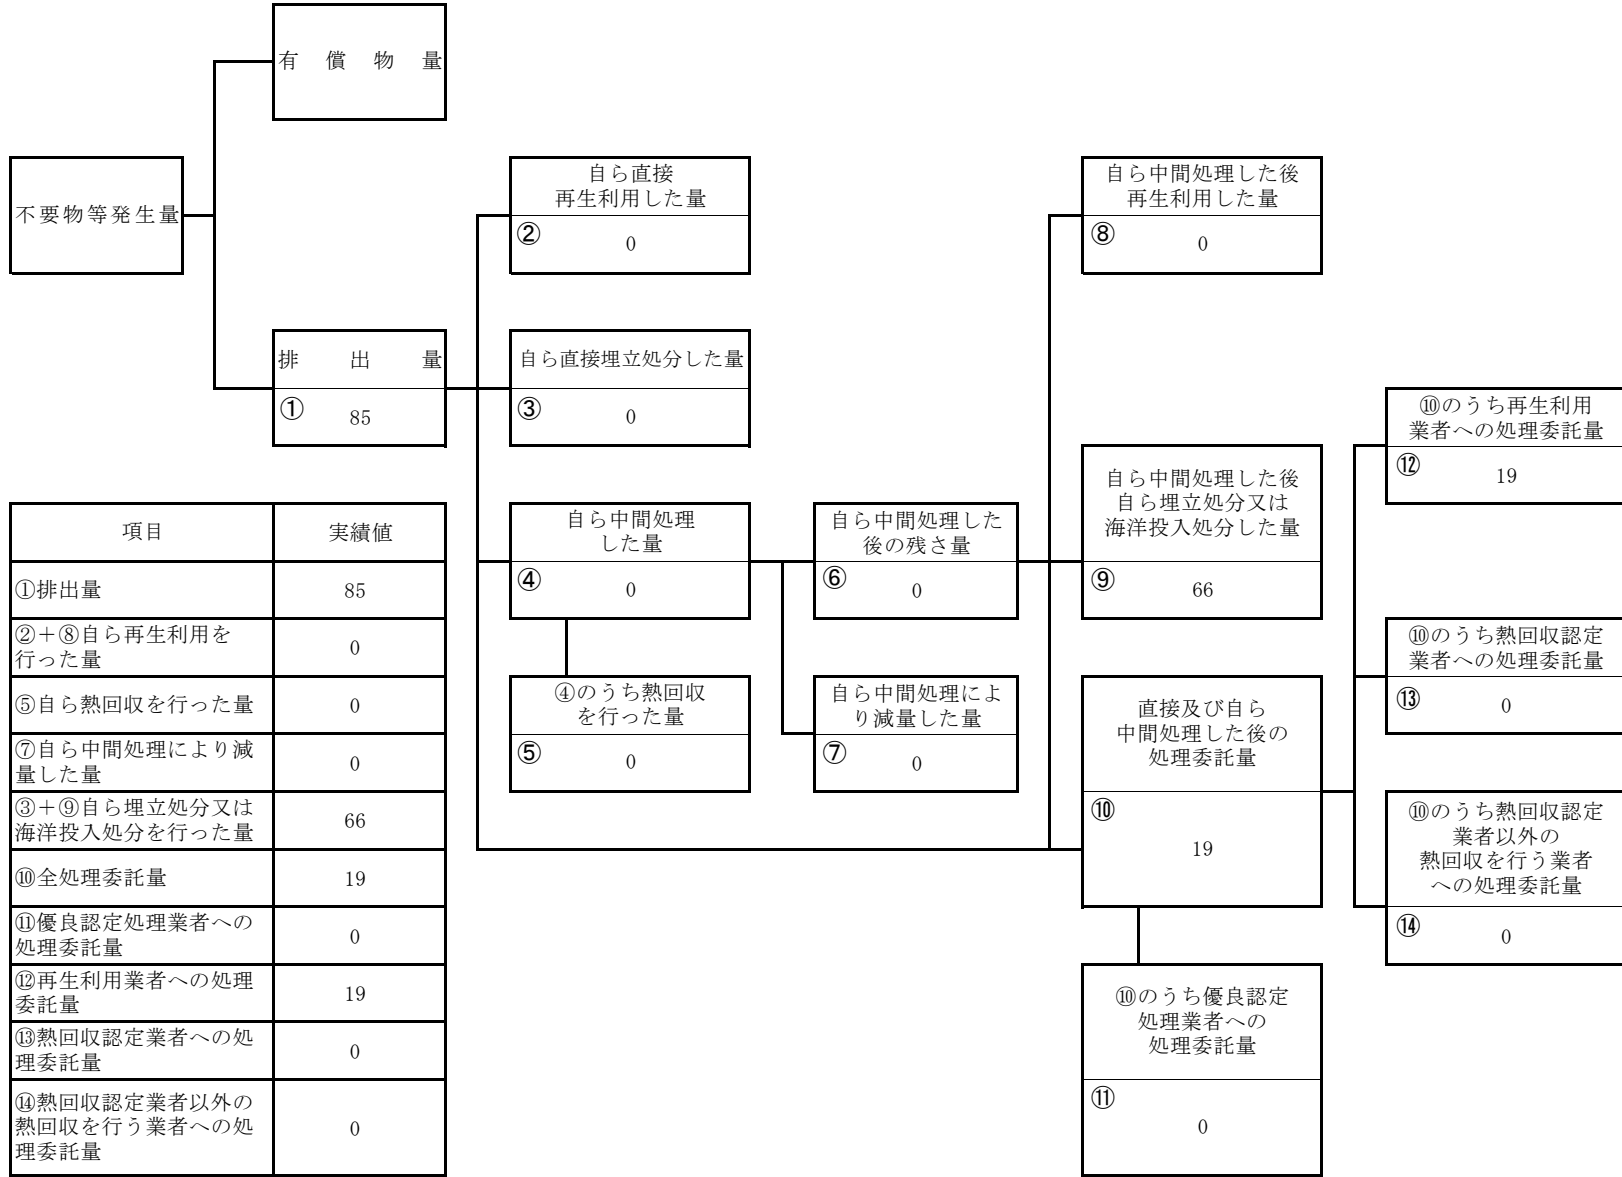 有償物量
不要物等発生量
排出量
① 85
自ら直接
再生利用した量
② 0
自ら直接埋立処分した量
③ 0
自ら中間処理
した量
④ 0
④のうち熱回収
を行った量
⑤ 0
自ら中間処理した
後の残さ量
⑥ 0
自ら中間処理によ
り減量した量
⑦ 0
自ら中間処理した後
再生利用した量
⑧ 0
自ら中間処理した後
自ら埋立処分又は
海洋投入処分した量
⑨ 66
直接及び自ら
中間処理した後の
処理委託量
⑩
19
⑩のうち優良認定
処理業者への
処理委託量
⑪
0
⑩のうち再生利用
業者への処理委託量
⑫ 19
⑩のうち熱回収認定
業者への処理委託量
⑬ 0
⑩のうち熱回収認定
業者以外の
熱回収を行う業者
への処理委託量
⑭ 0
項目 実績値
①排出量 85
②＋⑧自ら再生利用を
行った量 0
⑤自ら熱回収を行った量 0
⑦自ら中間処理により減
量した量 0
③＋⑨自ら埋立処分又は
海洋投入処分を行った量 66
⑩全処理委託量 19
⑪優良認定処理業者への
処理委託量 0
⑫再生利用業者への処理
委託量 19
⑬熱回収認定業者への処
理委託量 0
⑭熱回収認定業者以外の
熱回収を行う業者への処
理委託量 0